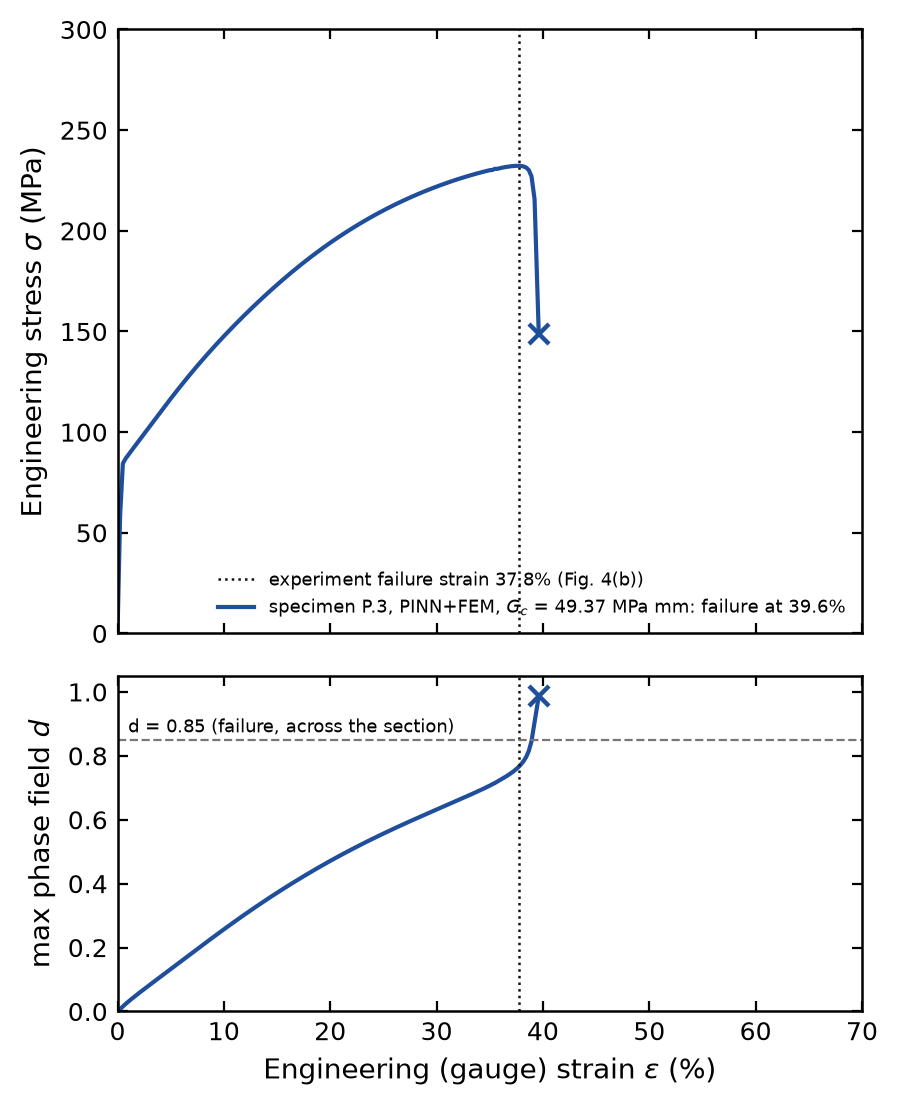 300
250
200
150
100
50
0
Engineering stress σ (MPa)
experiment failure strain 37.8% (Fig. 4(b))
specimen P.3, PINN+FEM, G_c = 49.37 MPa mm: failure at 39.6%
1.0
0.8
0.6
0.4
0.2
0.0
max phase field d
d = 0.85 (failure, across the section)
0 10 20 30 40 50 60 70
Engineering (gauge) strain ε (%)